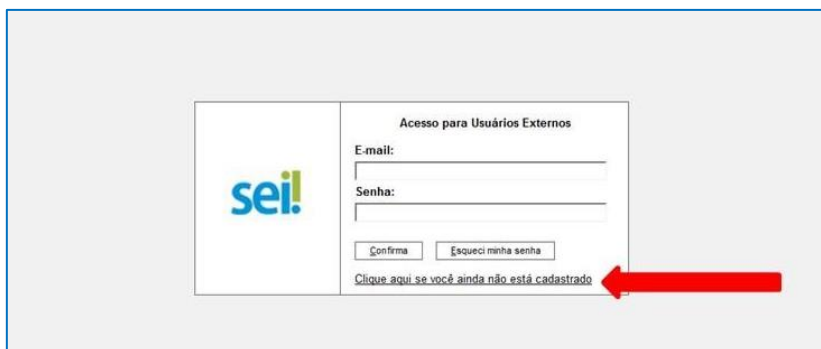 sei!
Acesso para Usuários Externos
E-mail:
Senha:
Confirma Esqueci minha senha
Clique aqui se você ainda não está cadastrado